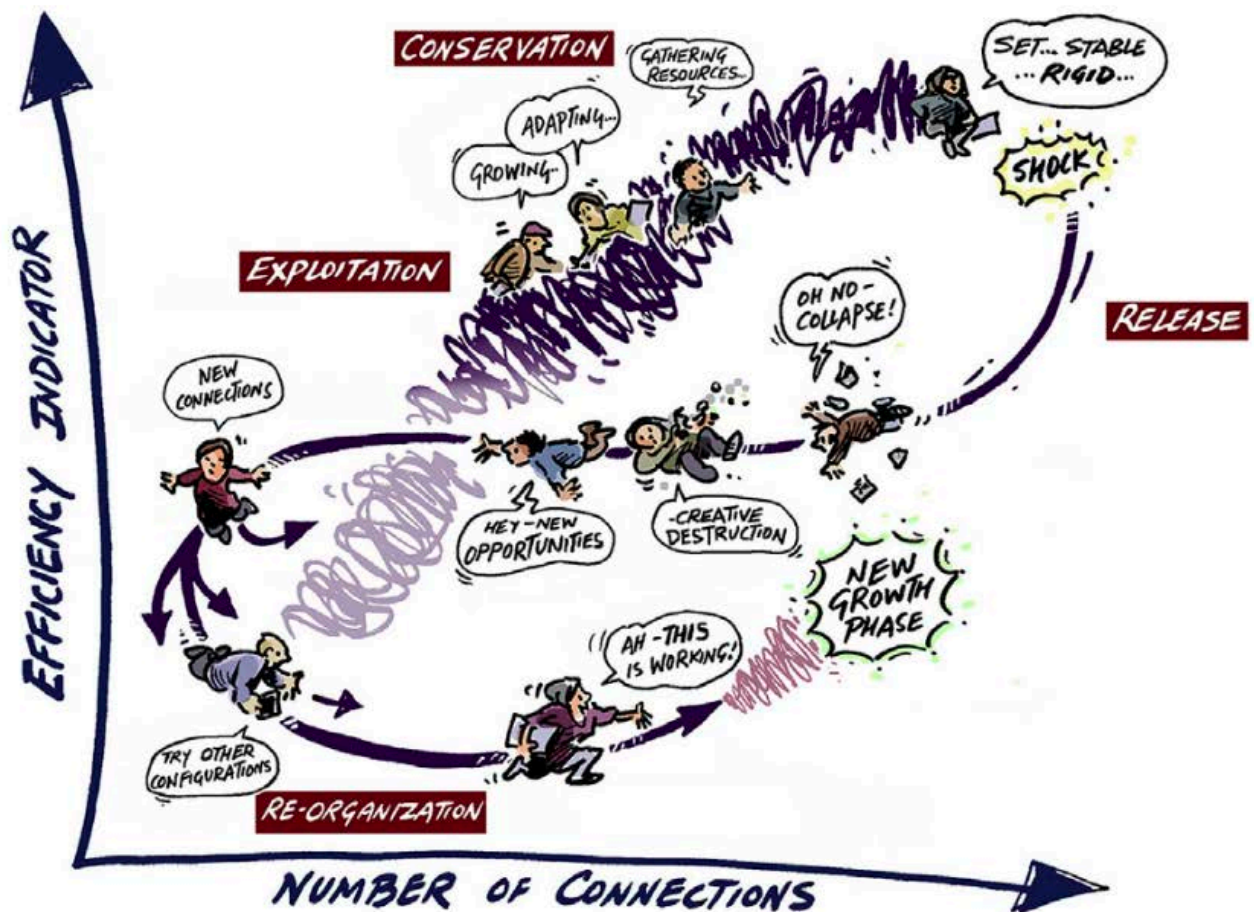 CONSERVATION
GATHERING
RESOURCES...
SET... STABLE
... RIGID...
ADAPTING...
GROWING...
SHOCK!
EXPLOITATION
OH NO -
COLLAPSE!
RELEASE
NEW
CONNECTIONS
HEY - NEW
OPPORTUNITIES
-CREATIVE
DESTRUCTION
NEW
GROWTH
PHASE
AH - THIS
IS WORKING!
TRY OTHER
CONFIGURATIONS
RE-ORGANIZATION
EFFICIENCY INDICATOR
NUMBER OF CONNECTIONS